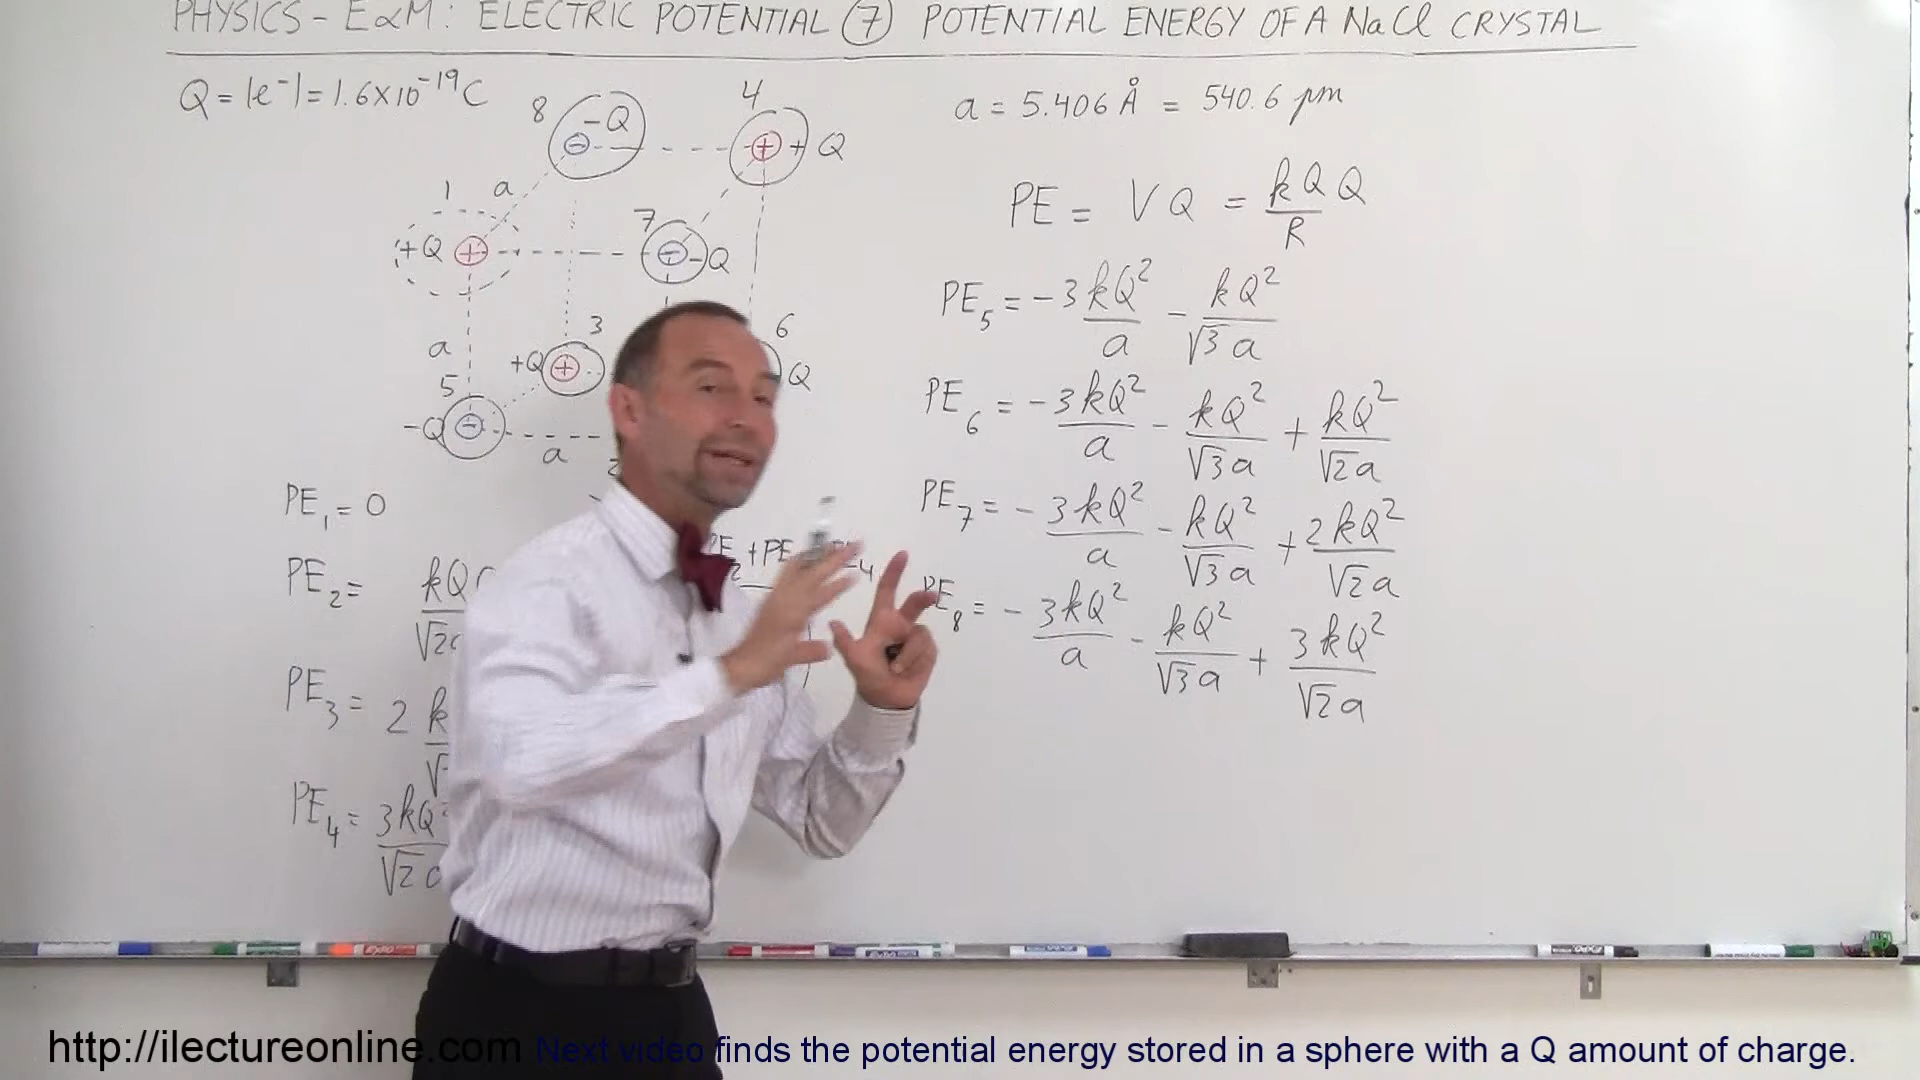 PHYSICS - E&M: ELECTRIC POTENTIAL ⑦ POTENTIAL ENERGY OF A NaCl CRYSTAL
Q = |e⁻| = 1.6×10⁻¹⁹ C
a = 5.406 Å = 540.6 pm
8 -Q
4 + Q
1 a
+Q
7 -Q
a
3 +Q
6 Q
5 -Q
a
PE = VQ = kQQ/R
PE₅ = -3kQ²/a - kQ²/√3a
PE₆ = -3kQ²/a - kQ²/√3a + kQ²/√2a
PE₇ = -3kQ²/a - kQ²/√3a + 2kQ²/√2a
PE₈ = -3kQ²/a - kQ²/√3a + 3kQ²/√2a
PE₁ = 0
PE₂ = kQ
PE₃ = 2 k
PE₄ = 3kQ²
http://ilectureonline.com Next video finds the potential energy stored in a sphere with a Q amount of charge.